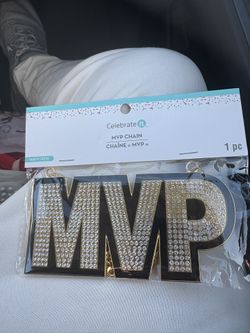 Celebrate it
MVP CHAIN
CHAÎNE « MVP »
1 pc
MVP